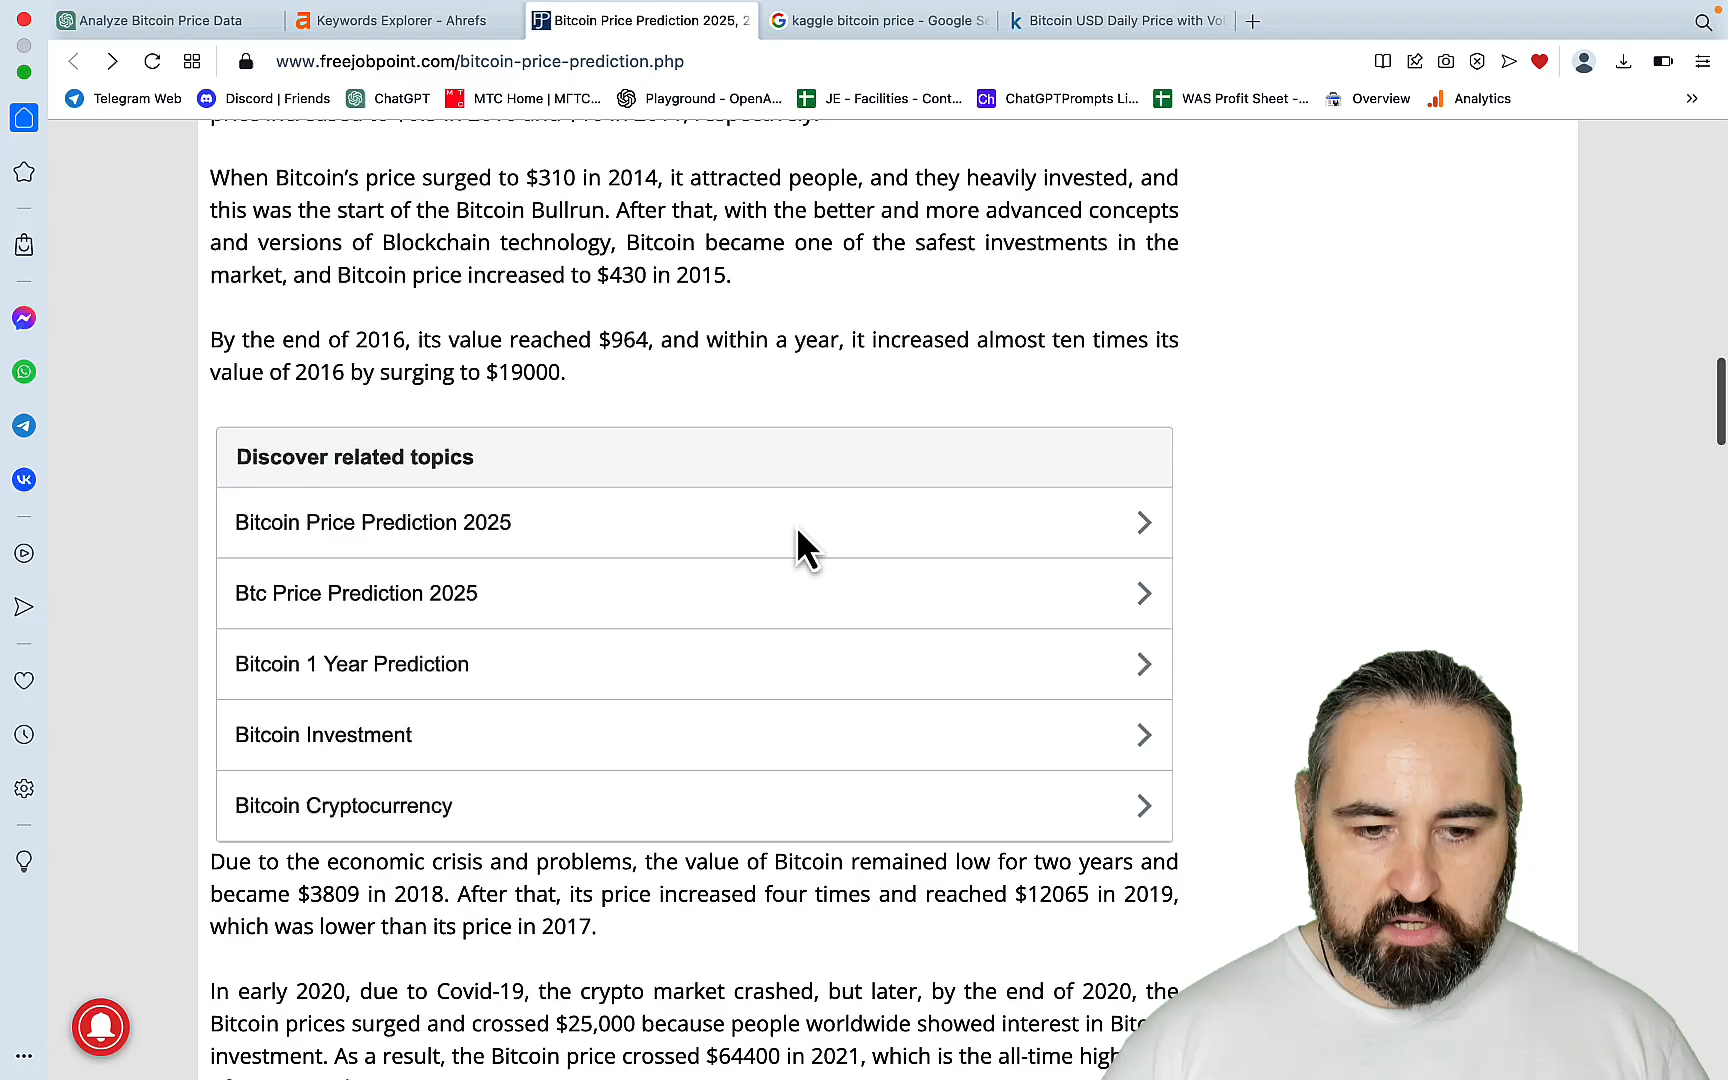 Analyze Bitcoin Price Data
Keywords Explorer - Ahrefs
Bitcoin Price Prediction 2025, 2
kaggle bitcoin price - Google Se
Bitcoin USD Daily Price with Vol
www.freejobpoint.com/bitcoin-price-prediction.php
Telegram Web
Discord | Friends
ChatGPT
MTC Home | МГТС...
Playground - OpenA...
JE - Facilities - Cont...
ChatGPTPrompts Li...
WAS Profit Sheet -...
Overview
Analytics
When Bitcoin's price surged to $310 in 2014, it attracted people, and they heavily invested, and
this was the start of the Bitcoin Bullrun. After that, with the better and more advanced concepts
and versions of Blockchain technology, Bitcoin became one of the safest investments in the
market, and Bitcoin price increased to $430 in 2015.
By the end of 2016, its value reached $964, and within a year, it increased almost ten times its
value of 2016 by surging to $19000.
Discover related topics
Bitcoin Price Prediction 2025
Btc Price Prediction 2025
Bitcoin 1 Year Prediction
Bitcoin Investment
Bitcoin Cryptocurrency
Due to the economic crisis and problems, the value of Bitcoin remained low for two years and
became $3809 in 2018. After that, its price increased four times and reached $12065 in 2019,
which was lower than its price in 2017.
In early 2020, due to Covid-19, the crypto market crashed, but later, by the end of 2020, the
Bitcoin prices surged and crossed $25,000 because people worldwide showed interest in Bitc
investment. As a result, the Bitcoin price crossed $64400 in 2021, which is the all-time high